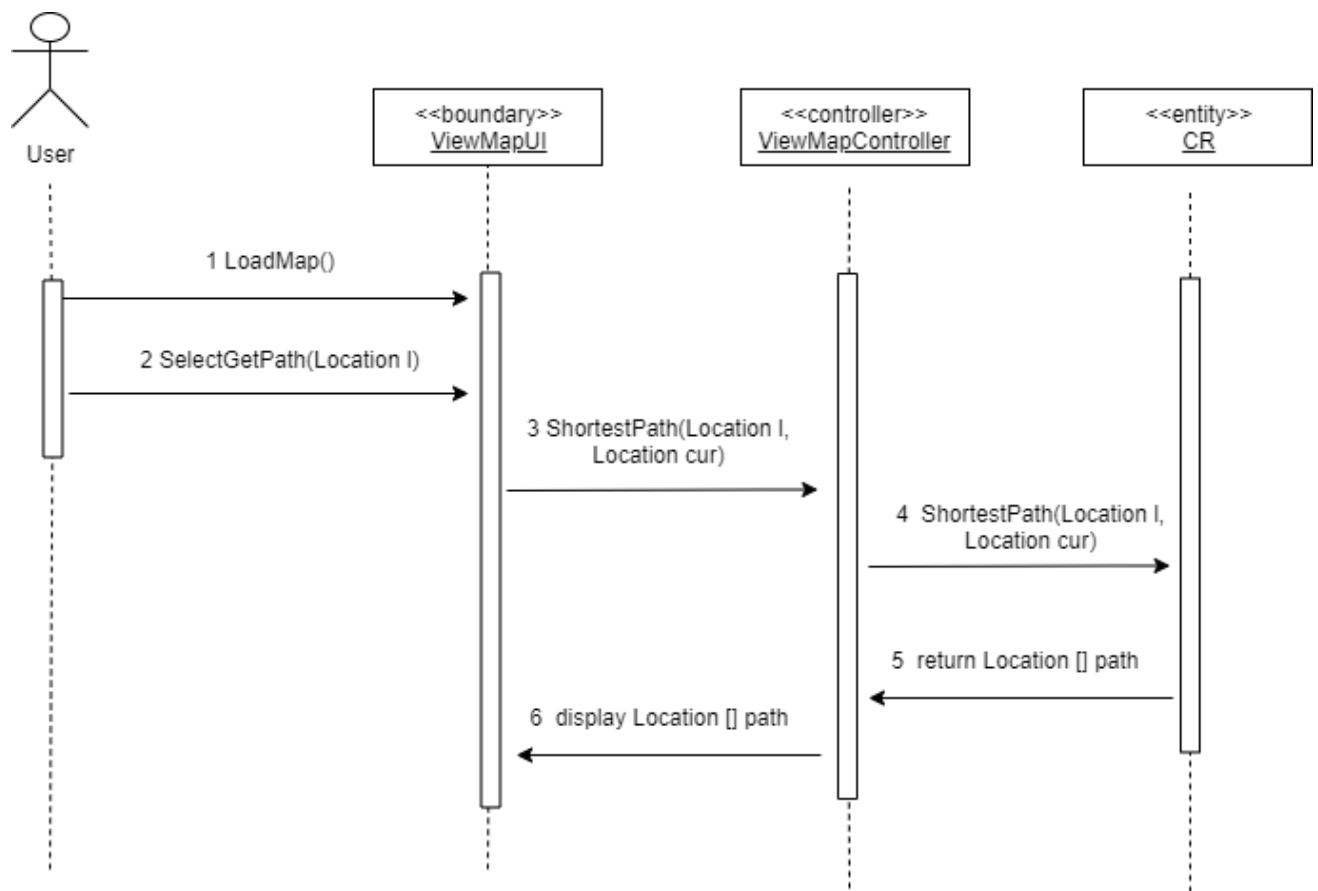 User
<<boundary>>
ViewMapUI
<<controller>>
ViewMapController
<<entity>>
CR
1 LoadMap()
2 SelectGetPath(Location l)
3 ShortestPath(Location l,
Location cur)
4  ShortestPath(Location l,
Location cur)
5  return Location [] path
6  display Location [] path